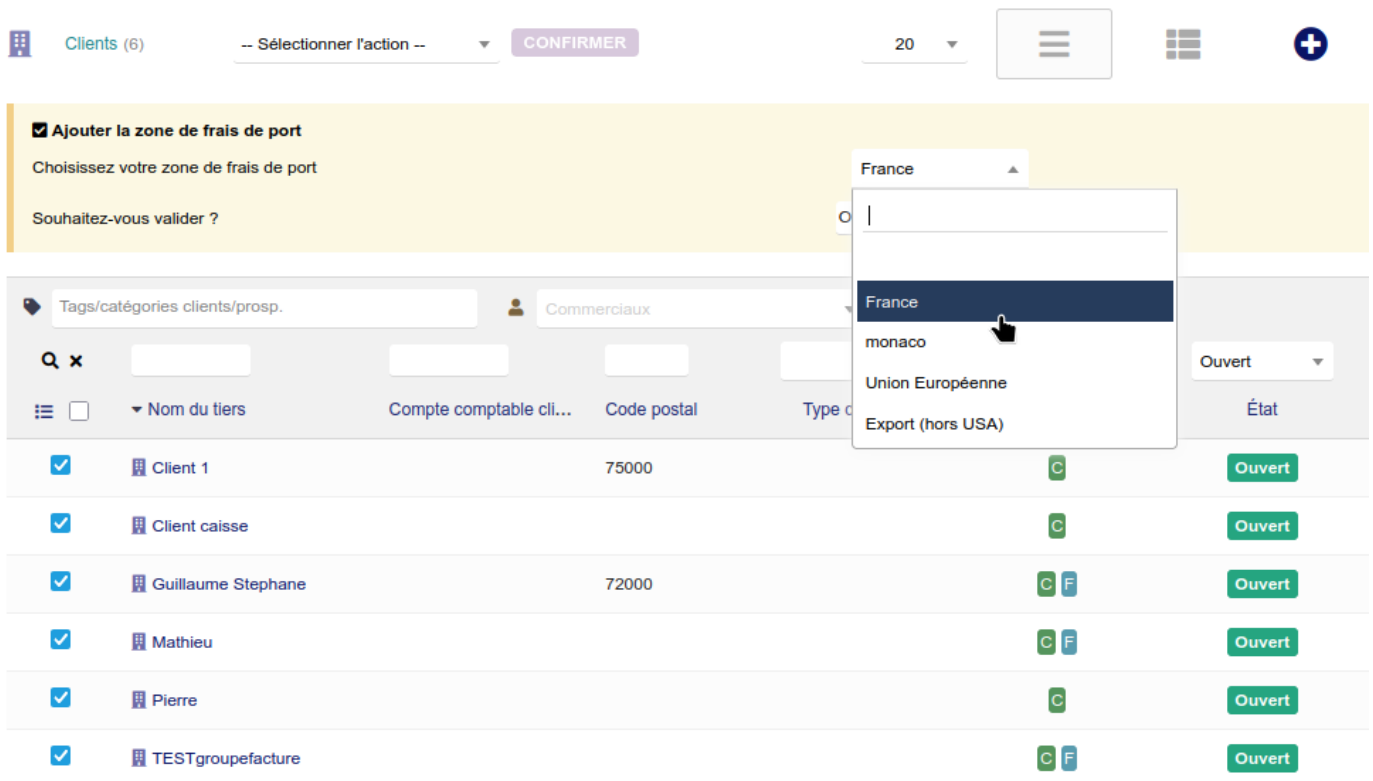 Clients (6)
-- Sélectionner l'action --
CONFIRMER
20
Ajouter la zone de frais de port
Choisissez votre zone de frais de port
France
Souhaitez-vous valider ?
O
France
monaco
Union Européenne
Export (hors USA)
Tags/catégories clients/prosp.
Commerciaux
Ouvert
Nom du tiers
Compte comptable cli...
Code postal
Type
État
Client 1
75000
C
Ouvert
Client caisse
C
Ouvert
Guillaume Stephane
72000
C F
Ouvert
Mathieu
C F
Ouvert
Pierre
C
Ouvert
TESTgroupefacture
C F
Ouvert